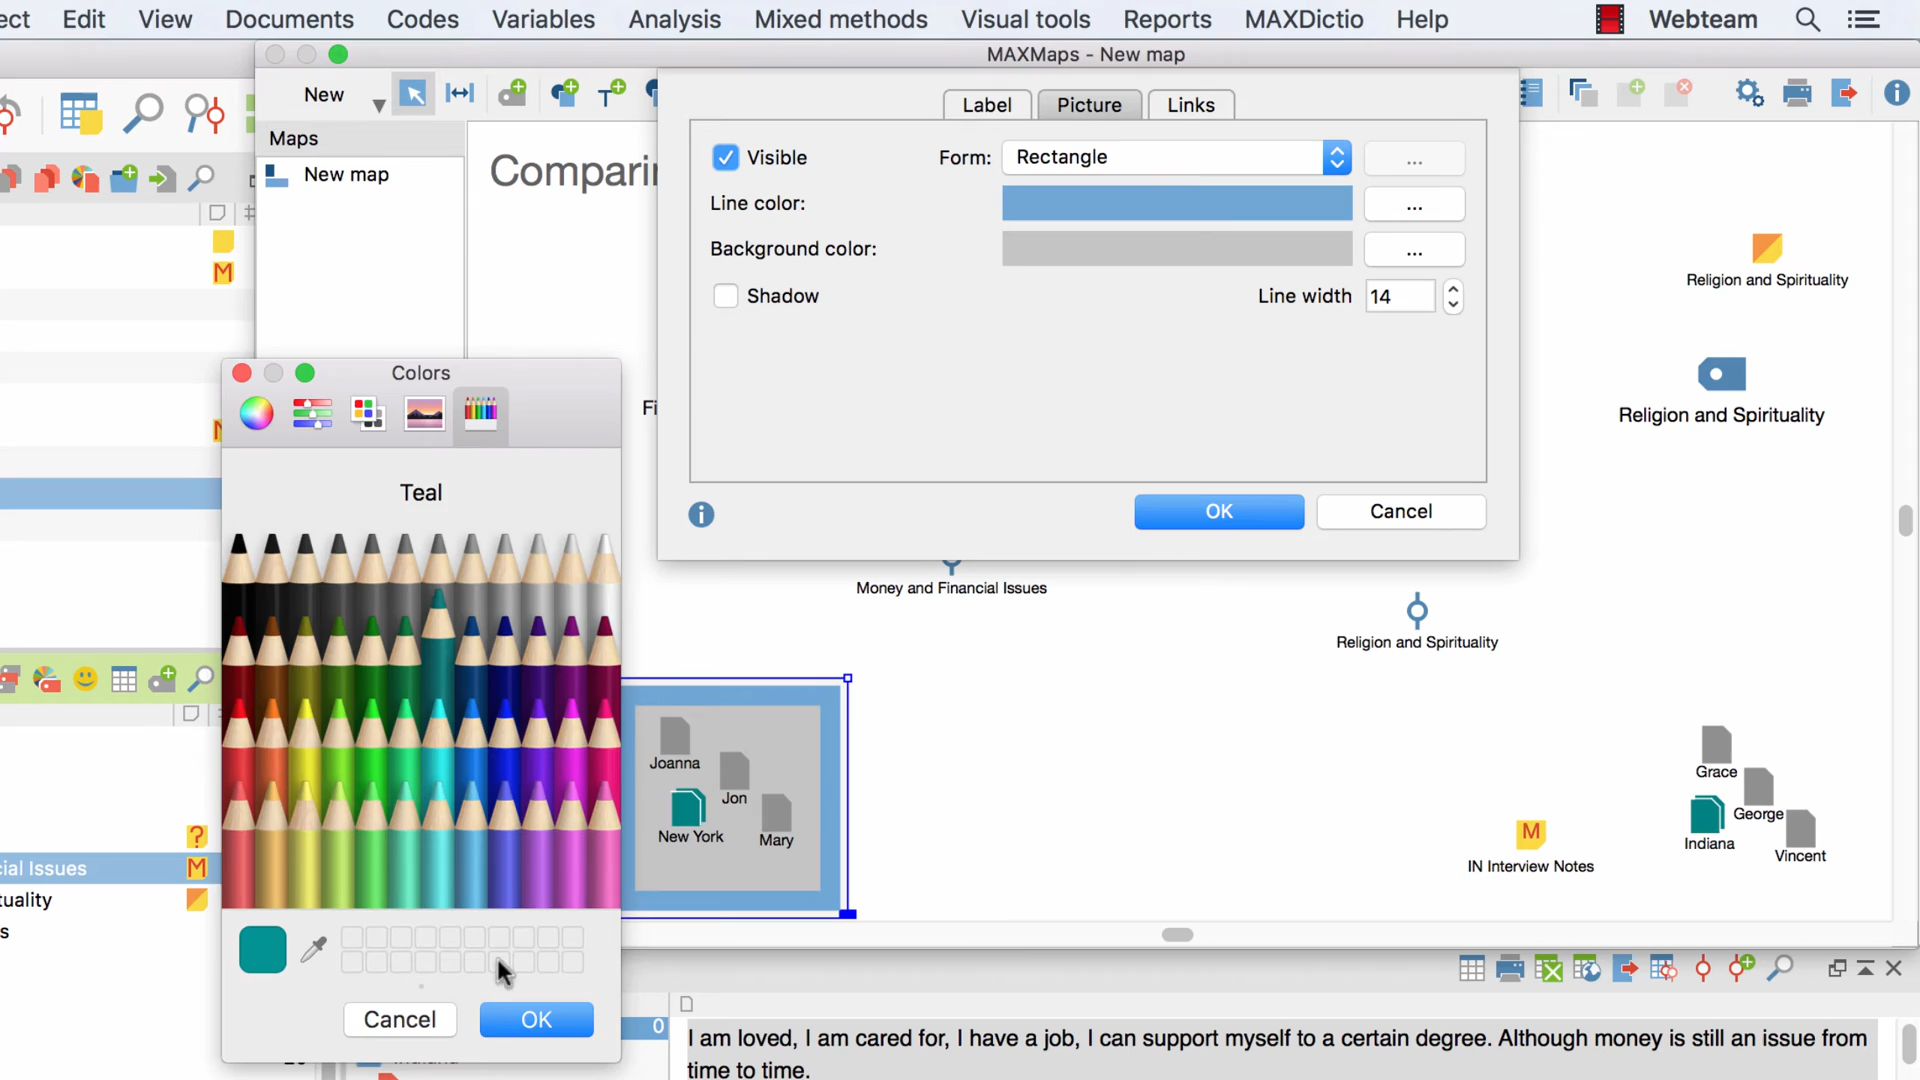 ect Edit View Documents Codes Variables Analysis Mixed methods Visual tools Reports MAXDictio Help Webteam
MAXMaps - New map
New
Maps
New map
Comparin
Label Picture Links
Visible Form: Rectangle ...
Line color: ...
Background color: ...
Shadow Line width 14
OK Cancel
Religion and Spirituality
Religion and Spirituality
Fi
Money and Financial Issues
Religion and Spirituality
Colors
Teal
Cancel OK
Joanna
Jon
New York
Mary
Grace
George
Indiana
Vincent
M
IN Interview Notes
M
?
cial Issues M
tuality
s
0
I am loved, I am cared for, I have a job, I can support myself to a certain degree. Although money is still an issue from
time to time.